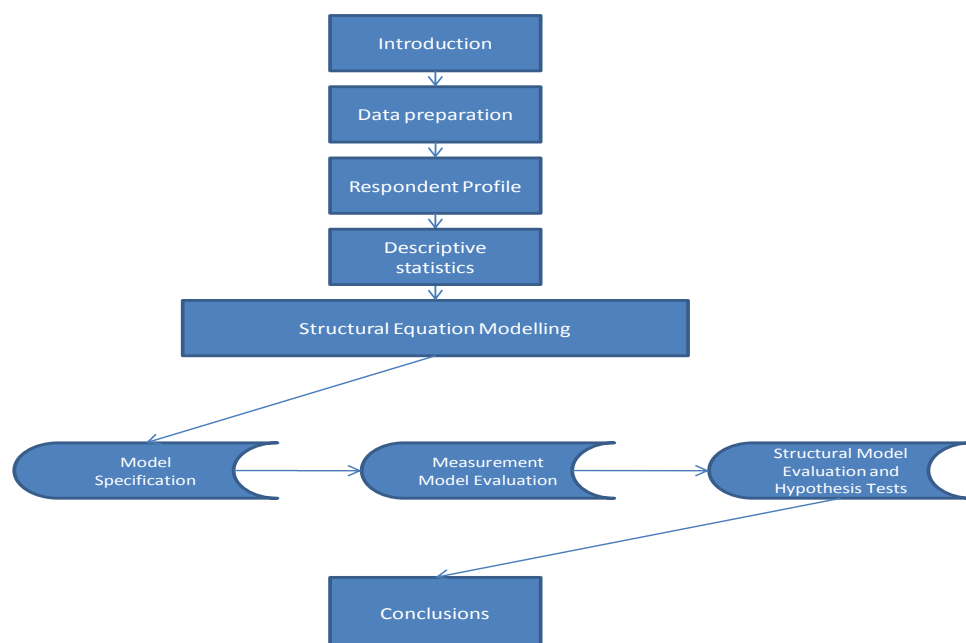 Introduction
Data preparation
Respondent Profile
Descriptive
statistics
Structural Equation Modelling
Model
Specification
Measurement
Model Evaluation
Structural Model
Evaluation and
Hypothesis Tests
Conclusions